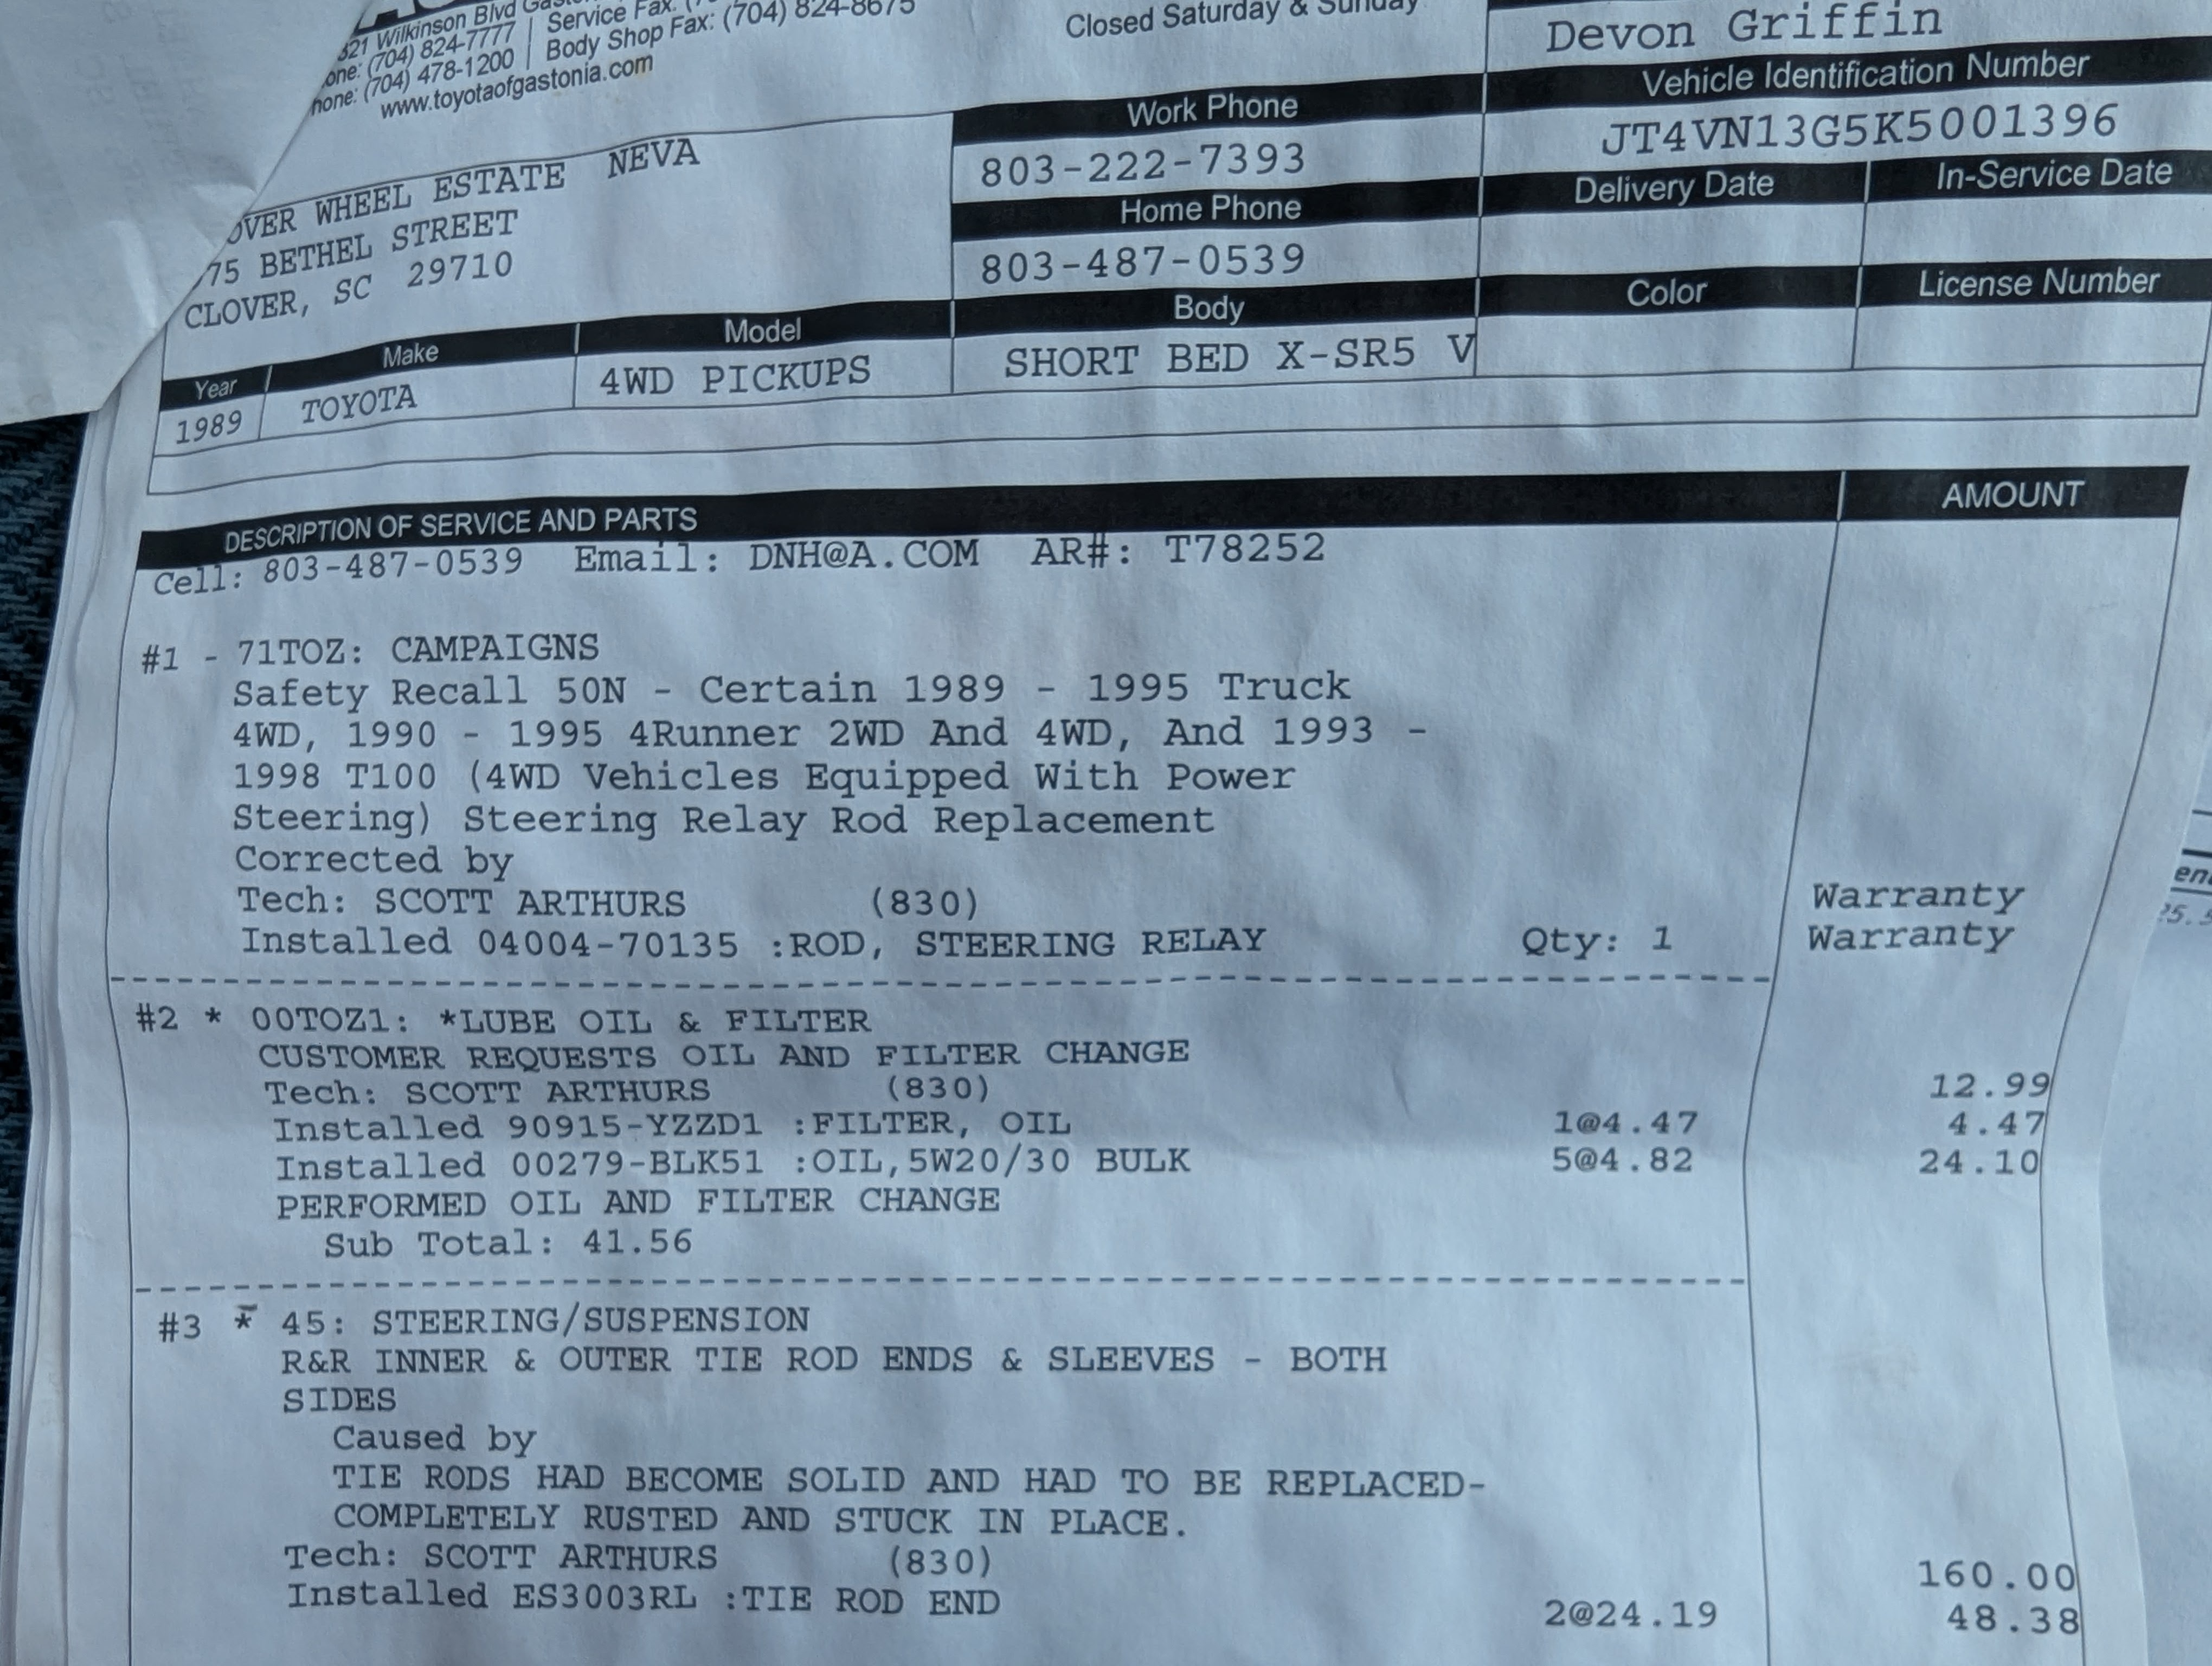 321 Wilkinson Blvd
one: (704) 824-7777 | Service Fax:
hone: (704) 478-1200 | Body Shop Fax: (704) 824-8675
www.toyotaofgastonia.com
Closed Saturday & Sunday
Devon Griffin
Vehicle Identification Number
JT4VN13G5K5001396
Work Phone
803-222-7393
Delivery Date In-Service Date
OVER WHEEL ESTATE NEVA
75 BETHEL STREET
CLOVER, SC 29710
Home Phone
803-487-0539
Color License Number
Year Make Model Body
1989 TOYOTA 4WD PICKUPS SHORT BED X-SR5 V
DESCRIPTION OF SERVICE AND PARTS AMOUNT
Cell: 803-487-0539 Email: DNH@A.COM AR#: T78252
#1 - 71TOZ: CAMPAIGNS
Safety Recall 50N - Certain 1989 - 1995 Truck
4WD, 1990 - 1995 4Runner 2WD And 4WD, And 1993 -
1998 T100 (4WD Vehicles Equipped With Power
Steering) Steering Relay Rod Replacement
Corrected by
Tech: SCOTT ARTHURS (830) Warranty
Installed 04004-70135 :ROD, STEERING RELAY Qty: 1 Warranty
#2 * 00TOZ1: *LUBE OIL & FILTER
CUSTOMER REQUESTS OIL AND FILTER CHANGE
Tech: SCOTT ARTHURS (830) 12.99
Installed 90915-YZZD1 :FILTER, OIL 1@4.47 4.47
Installed 00279-BLK51 :OIL,5W20/30 BULK 5@4.82 24.10
PERFORMED OIL AND FILTER CHANGE
Sub Total: 41.56
#3 * 45: STEERING/SUSPENSION
R&R INNER & OUTER TIE ROD ENDS & SLEEVES - BOTH
SIDES
Caused by
TIE RODS HAD BECOME SOLID AND HAD TO BE REPLACED-
COMPLETELY RUSTED AND STUCK IN PLACE.
Tech: SCOTT ARTHURS (830) 160.00
Installed ES3003RL :TIE ROD END 2@24.19 48.38